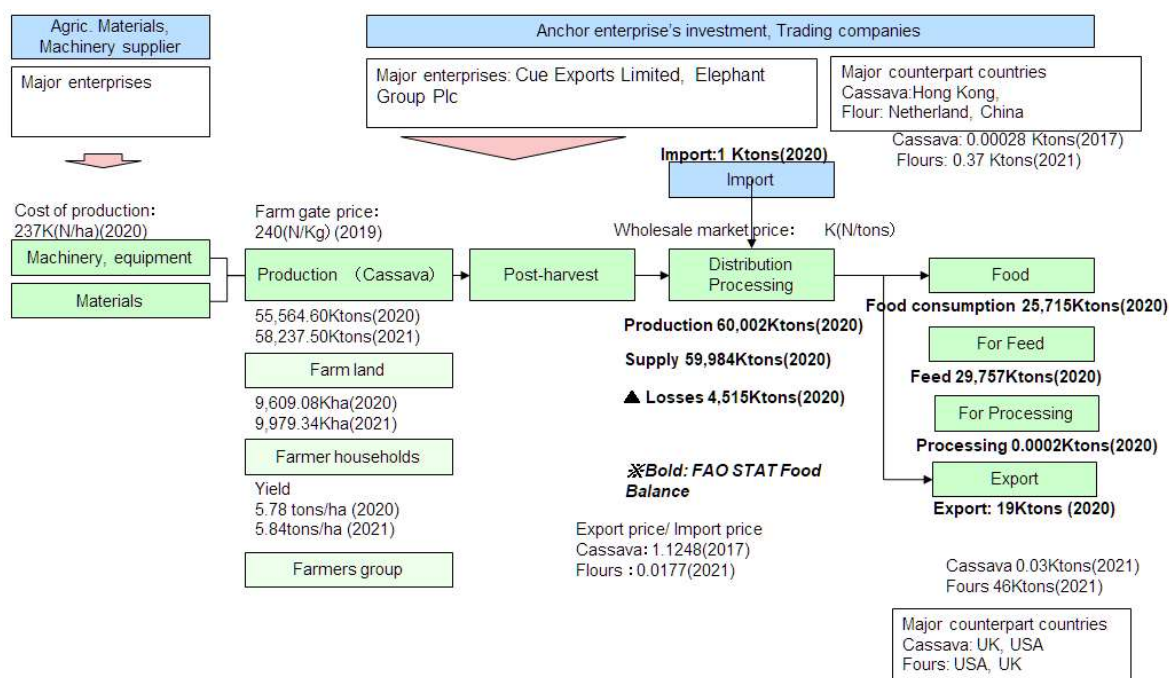 Agric. Materials,
Machinery supplier
Major enterprises
Anchor enterprise's investment, Trading companies
Major enterprises: Cue Exports Limited, Elephant
Group Plc
Major counterpart countries
Cassava:Hong Kong,
Flour: Netherland, China
Cassava: 0.00028 Ktons(2017)
Flours: 0.37 Ktons(2021)
Import:1 Ktons(2020)
Import
Cost of production:
237K(N/ha)(2020)
Machinery, equipment
Materials
Farm gate price:
240(N/Kg) (2019)
Production (Cassava)
55,564.60Ktons(2020)
58,237.50Ktons(2021)
Farm land
9,609.08Kha(2020)
9,979.34Kha(2021)
Farmer households
Yield
5.78 tons/ha (2020)
5.84tons/ha (2021)
Farmers group
Post-harvest
Wholesale market price: K(N/tons)
Distribution
Processing
Production 60,002Ktons(2020)
Supply 59,984Ktons(2020)
▲ Losses 4,515Ktons(2020)
※Bold: FAO STAT Food
Balance
Export price/ Import price
Cassava: 1.1248(2017)
Flours : 0.0177(2021)
Food
Food consumption 25,715Ktons(2020)
For Feed
Feed 29,757Ktons(2020)
For Processing
Processing 0.0002Ktons(2020)
Export
Export: 19Ktons (2020)
Cassava 0.03Ktons(2021)
Fours 46Ktons(2021)
Major counterpart countries
Cassava: UK, USA
Fours: USA, UK